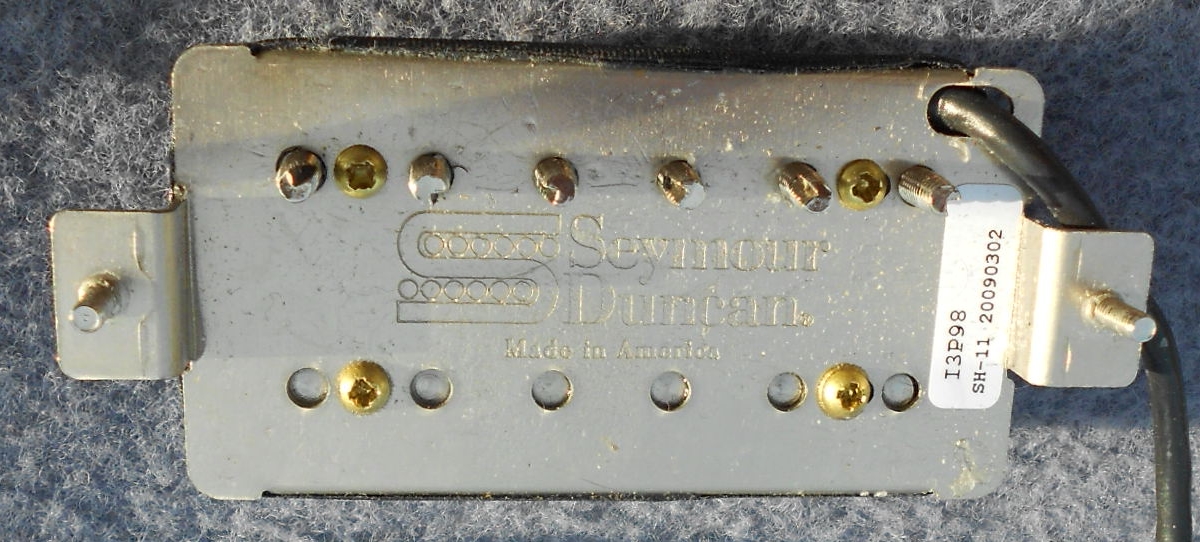 Seymour
Duncan®
Made in America
I3P98
SH-11 20090302